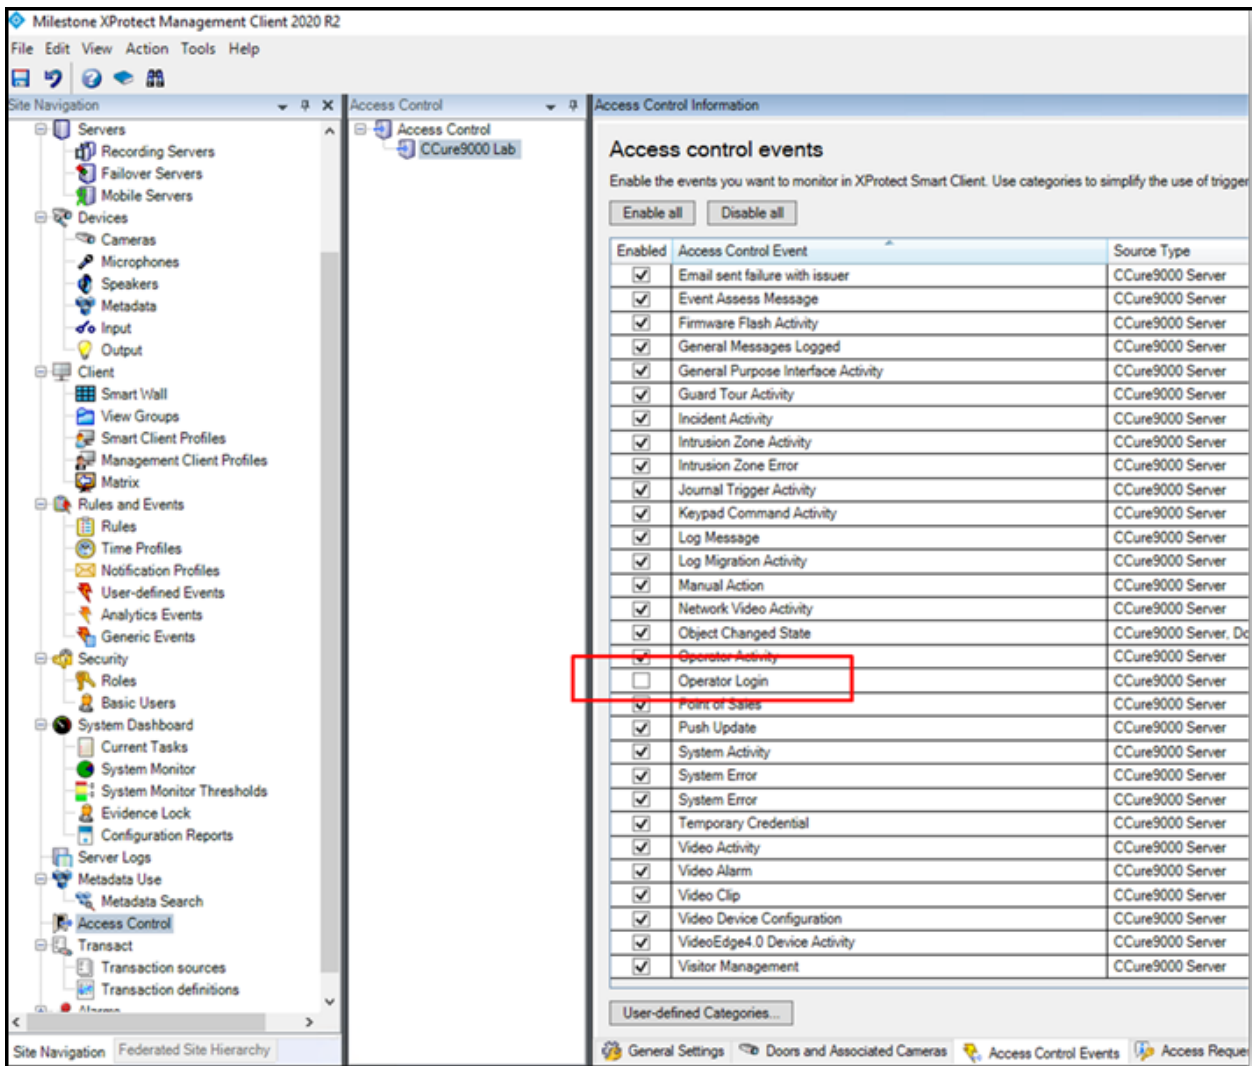 Milestone XProtect Management Client 2020 R2
File Edit View Action Tools Help
Site Navigation
Servers
Recording Servers
Failover Servers
Mobile Servers
Devices
Cameras
Microphones
Speakers
Metadata
Input
Output
Client
Smart Wall
View Groups
Smart Client Profiles
Management Client Profiles
Matrix
Rules and Events
Rules
Time Profiles
Notification Profiles
User-defined Events
Analytics Events
Generic Events
Security
Roles
Basic Users
System Dashboard
Current Tasks
System Monitor
System Monitor Thresholds
Evidence Lock
Configuration Reports
Server Logs
Metadata Use
Metadata Search
Access Control
Transact
Transaction sources
Transaction definitions
Alarms
Site Navigation Federated Site Hierarchy
Access Control
Access Control
CCure9000 Lab
Access Control Information
Access control events
Enable the events you want to monitor in XProtect Smart Client. Use categories to simplify the use of trigger
Enable all Disable all
Enabled Access Control Event Source Type
Email sent failure with issuer CCure9000 Server
Event Assess Message CCure9000 Server
Firmware Flash Activity CCure9000 Server
General Messages Logged CCure9000 Server
General Purpose Interface Activity CCure9000 Server
Guard Tour Activity CCure9000 Server
Incident Activity CCure9000 Server
Intrusion Zone Activity CCure9000 Server
Intrusion Zone Error CCure9000 Server
Journal Trigger Activity CCure9000 Server
Keypad Command Activity CCure9000 Server
Log Message CCure9000 Server
Log Migration Activity CCure9000 Server
Manual Action CCure9000 Server
Network Video Activity CCure9000 Server
Object Changed State CCure9000 Server, Do
Operator Activity CCure9000 Server
Operator Login CCure9000 Server
Point of Sales CCure9000 Server
Push Update CCure9000 Server
System Activity CCure9000 Server
System Error CCure9000 Server
System Error CCure9000 Server
Temporary Credential CCure9000 Server
Video Activity CCure9000 Server
Video Alarm CCure9000 Server
Video Clip CCure9000 Server
Video Device Configuration CCure9000 Server
VideoEdge4.0 Device Activity CCure9000 Server
Visitor Management CCure9000 Server
User-defined Categories...
General Settings Doors and Associated Cameras Access Control Events Access Reque